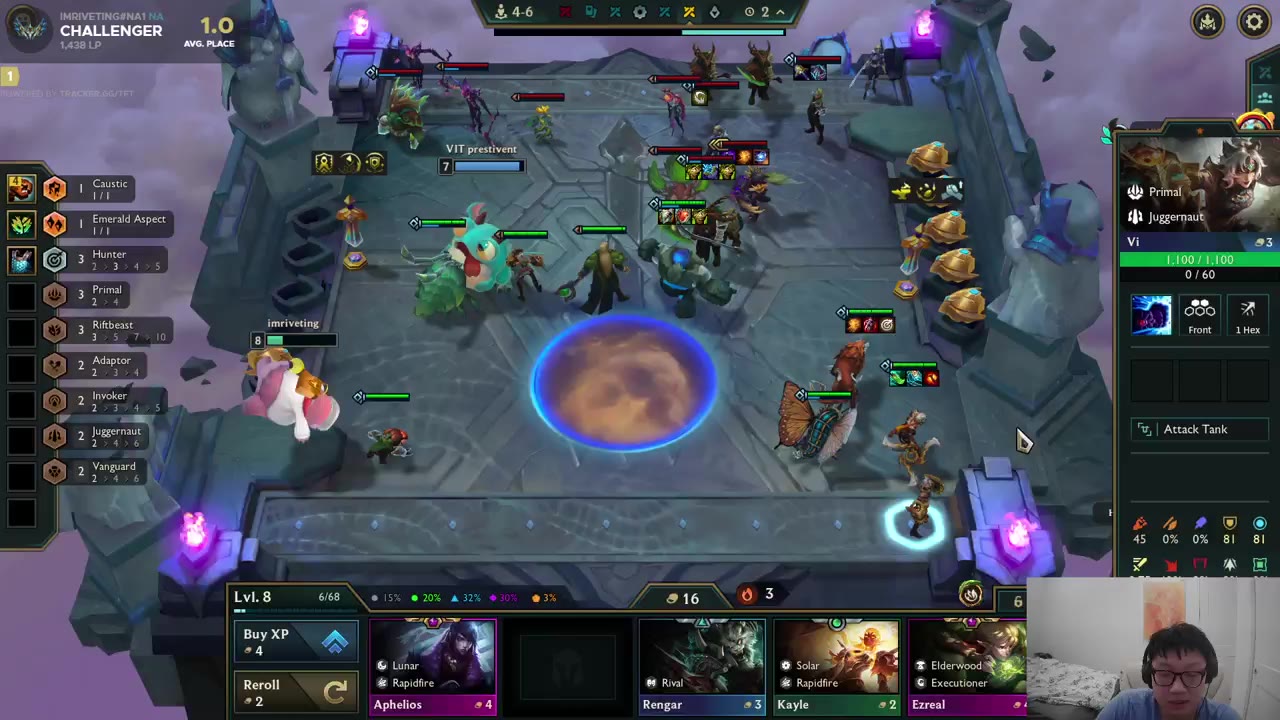 IMRIVETING#NA1 NA
CHALLENGER
1,438 LP
1.0
AVG. PLACE
1
POWERED BY TRACKER.GG/TFT
4-6
2
VIT prestivent
7
imriveting
8
Caustic
1
1 / 1
Emerald Aspect
1
1 / 1
Hunter
3
2 > 3 > 4 > 5
Primal
3
2 > 4
Riftbeast
3
3 > 5 > 7 > 10
Adaptor
2
2 > 3 > 4
Invoker
2
2 > 3 > 4 > 5
Juggernaut
2
2 > 4 > 6
Vanguard
2
2 > 4 > 6
Primal
Juggernaut
Vi
3
1,100 / 1,100
0 / 60
Front
1 Hex
Attack Tank
45
0%
0%
81
81
Lvl. 8
6/68
15%
20%
32%
30%
3%
16
3
6
Buy XP
4
Reroll
2
Lunar
Rapidfire
Aphelios
4
Rival
Rengar
3
Solar
Rapidfire
Kayle
2
Elderwood
Executioner
Ezreal